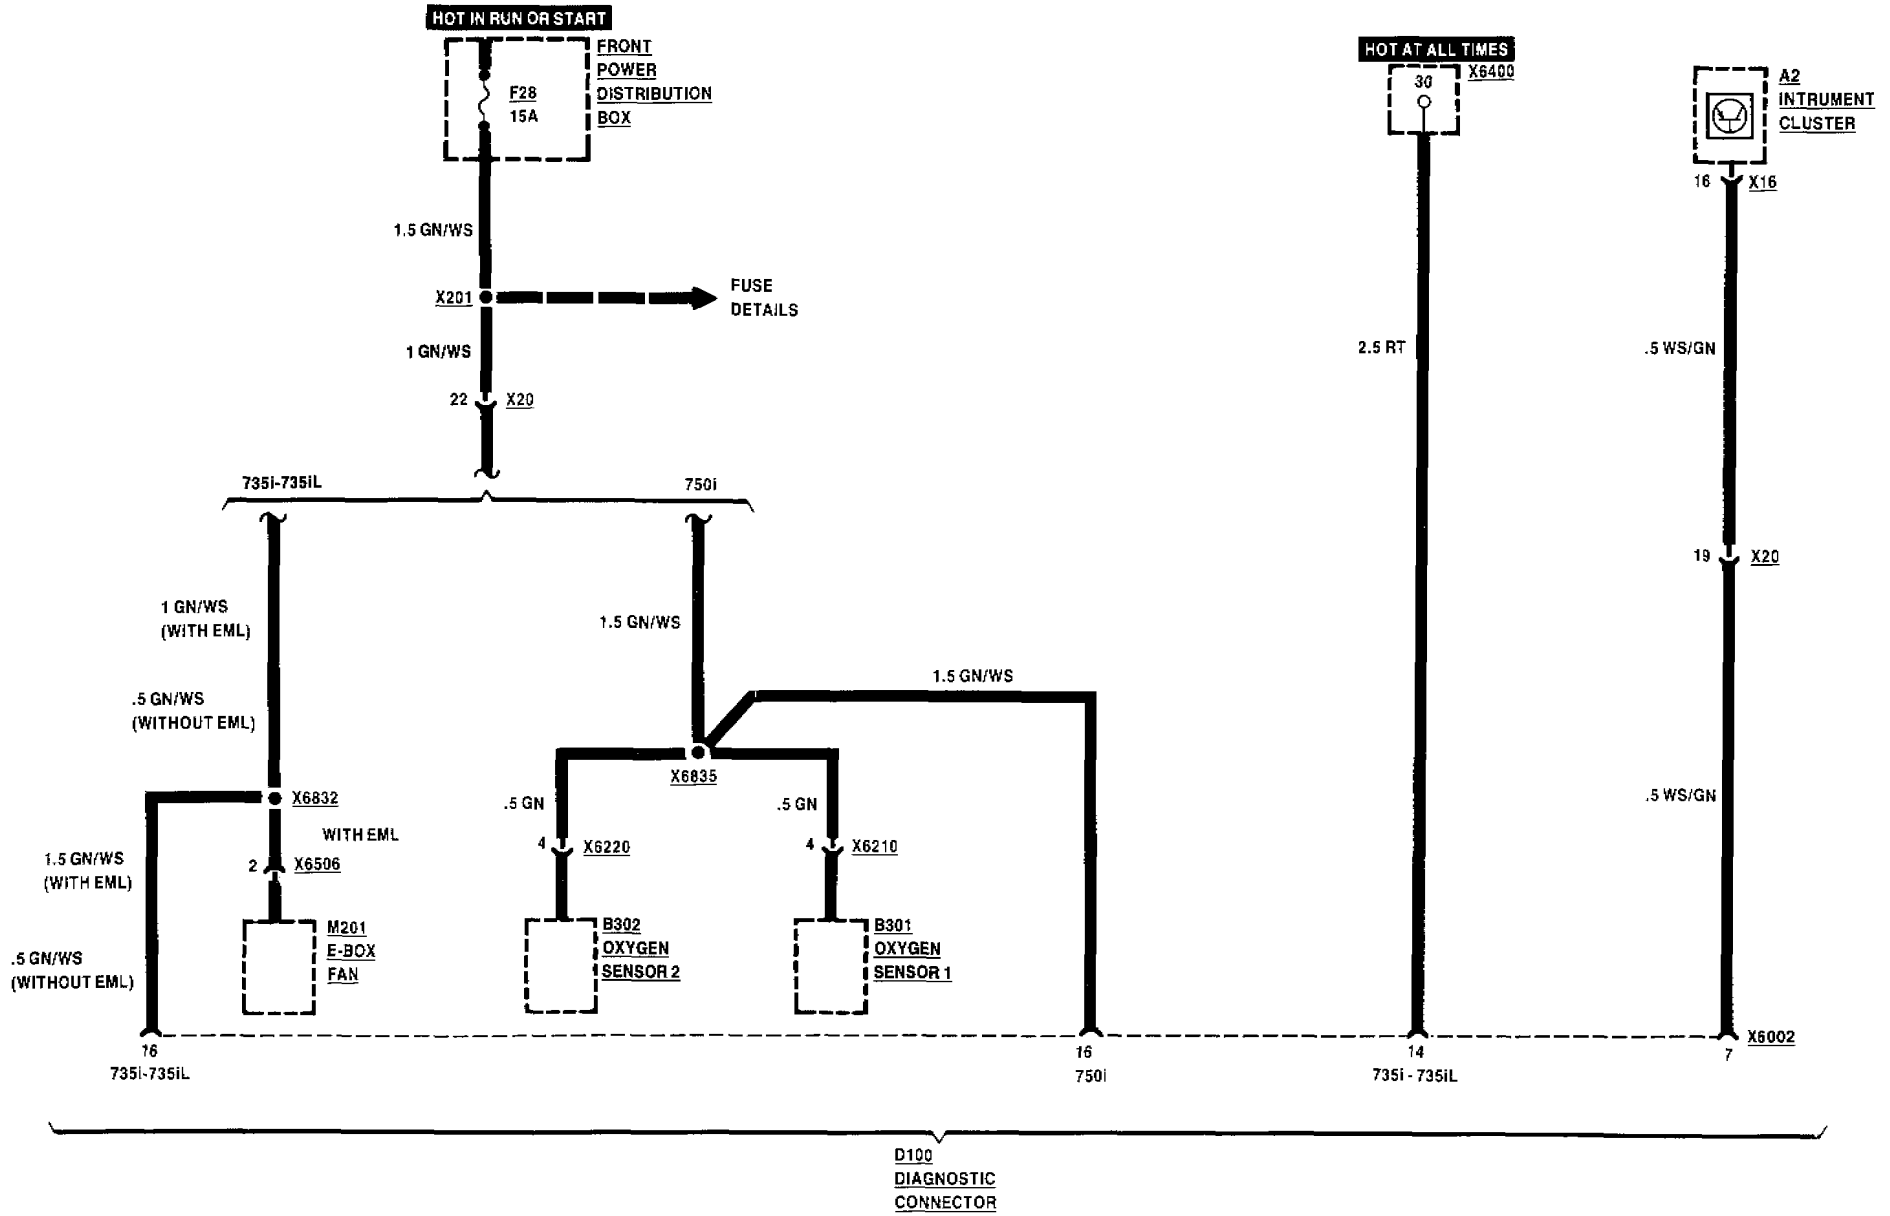 HOT IN RUN OR START
FRONT
POWER
DISTRIBUTION
BOX
F28
15A
HOT AT ALL TIMES
X6400
30
A2
INTRUMENT
CLUSTER
16 X16
1.5 GN/WS
X201
FUSE
DETAILS
1 GN/WS
2.5 RT
.5 WS/GN
22 X20
735i-735iL
750i
19 X20
1 GN/WS
(WITH EML)
1.5 GN/WS
1.5 GN/WS
.5 GN/WS
(WITHOUT EML)
X6835
X6832
.5 GN
.5 GN
.5 WS/GN
WITH EML
4 X6220
4 X6210
1.5 GN/WS
(WITH EML)
2 X6506
M201
E-BOX
FAN
B302
OXYGEN
SENSOR 2
B301
OXYGEN
SENSOR 1
.5 GN/WS
(WITHOUT EML)
X6002
16
735i-735iL
16
750i
14
735i - 735iL
7
D100
DIAGNOSTIC
CONNECTOR